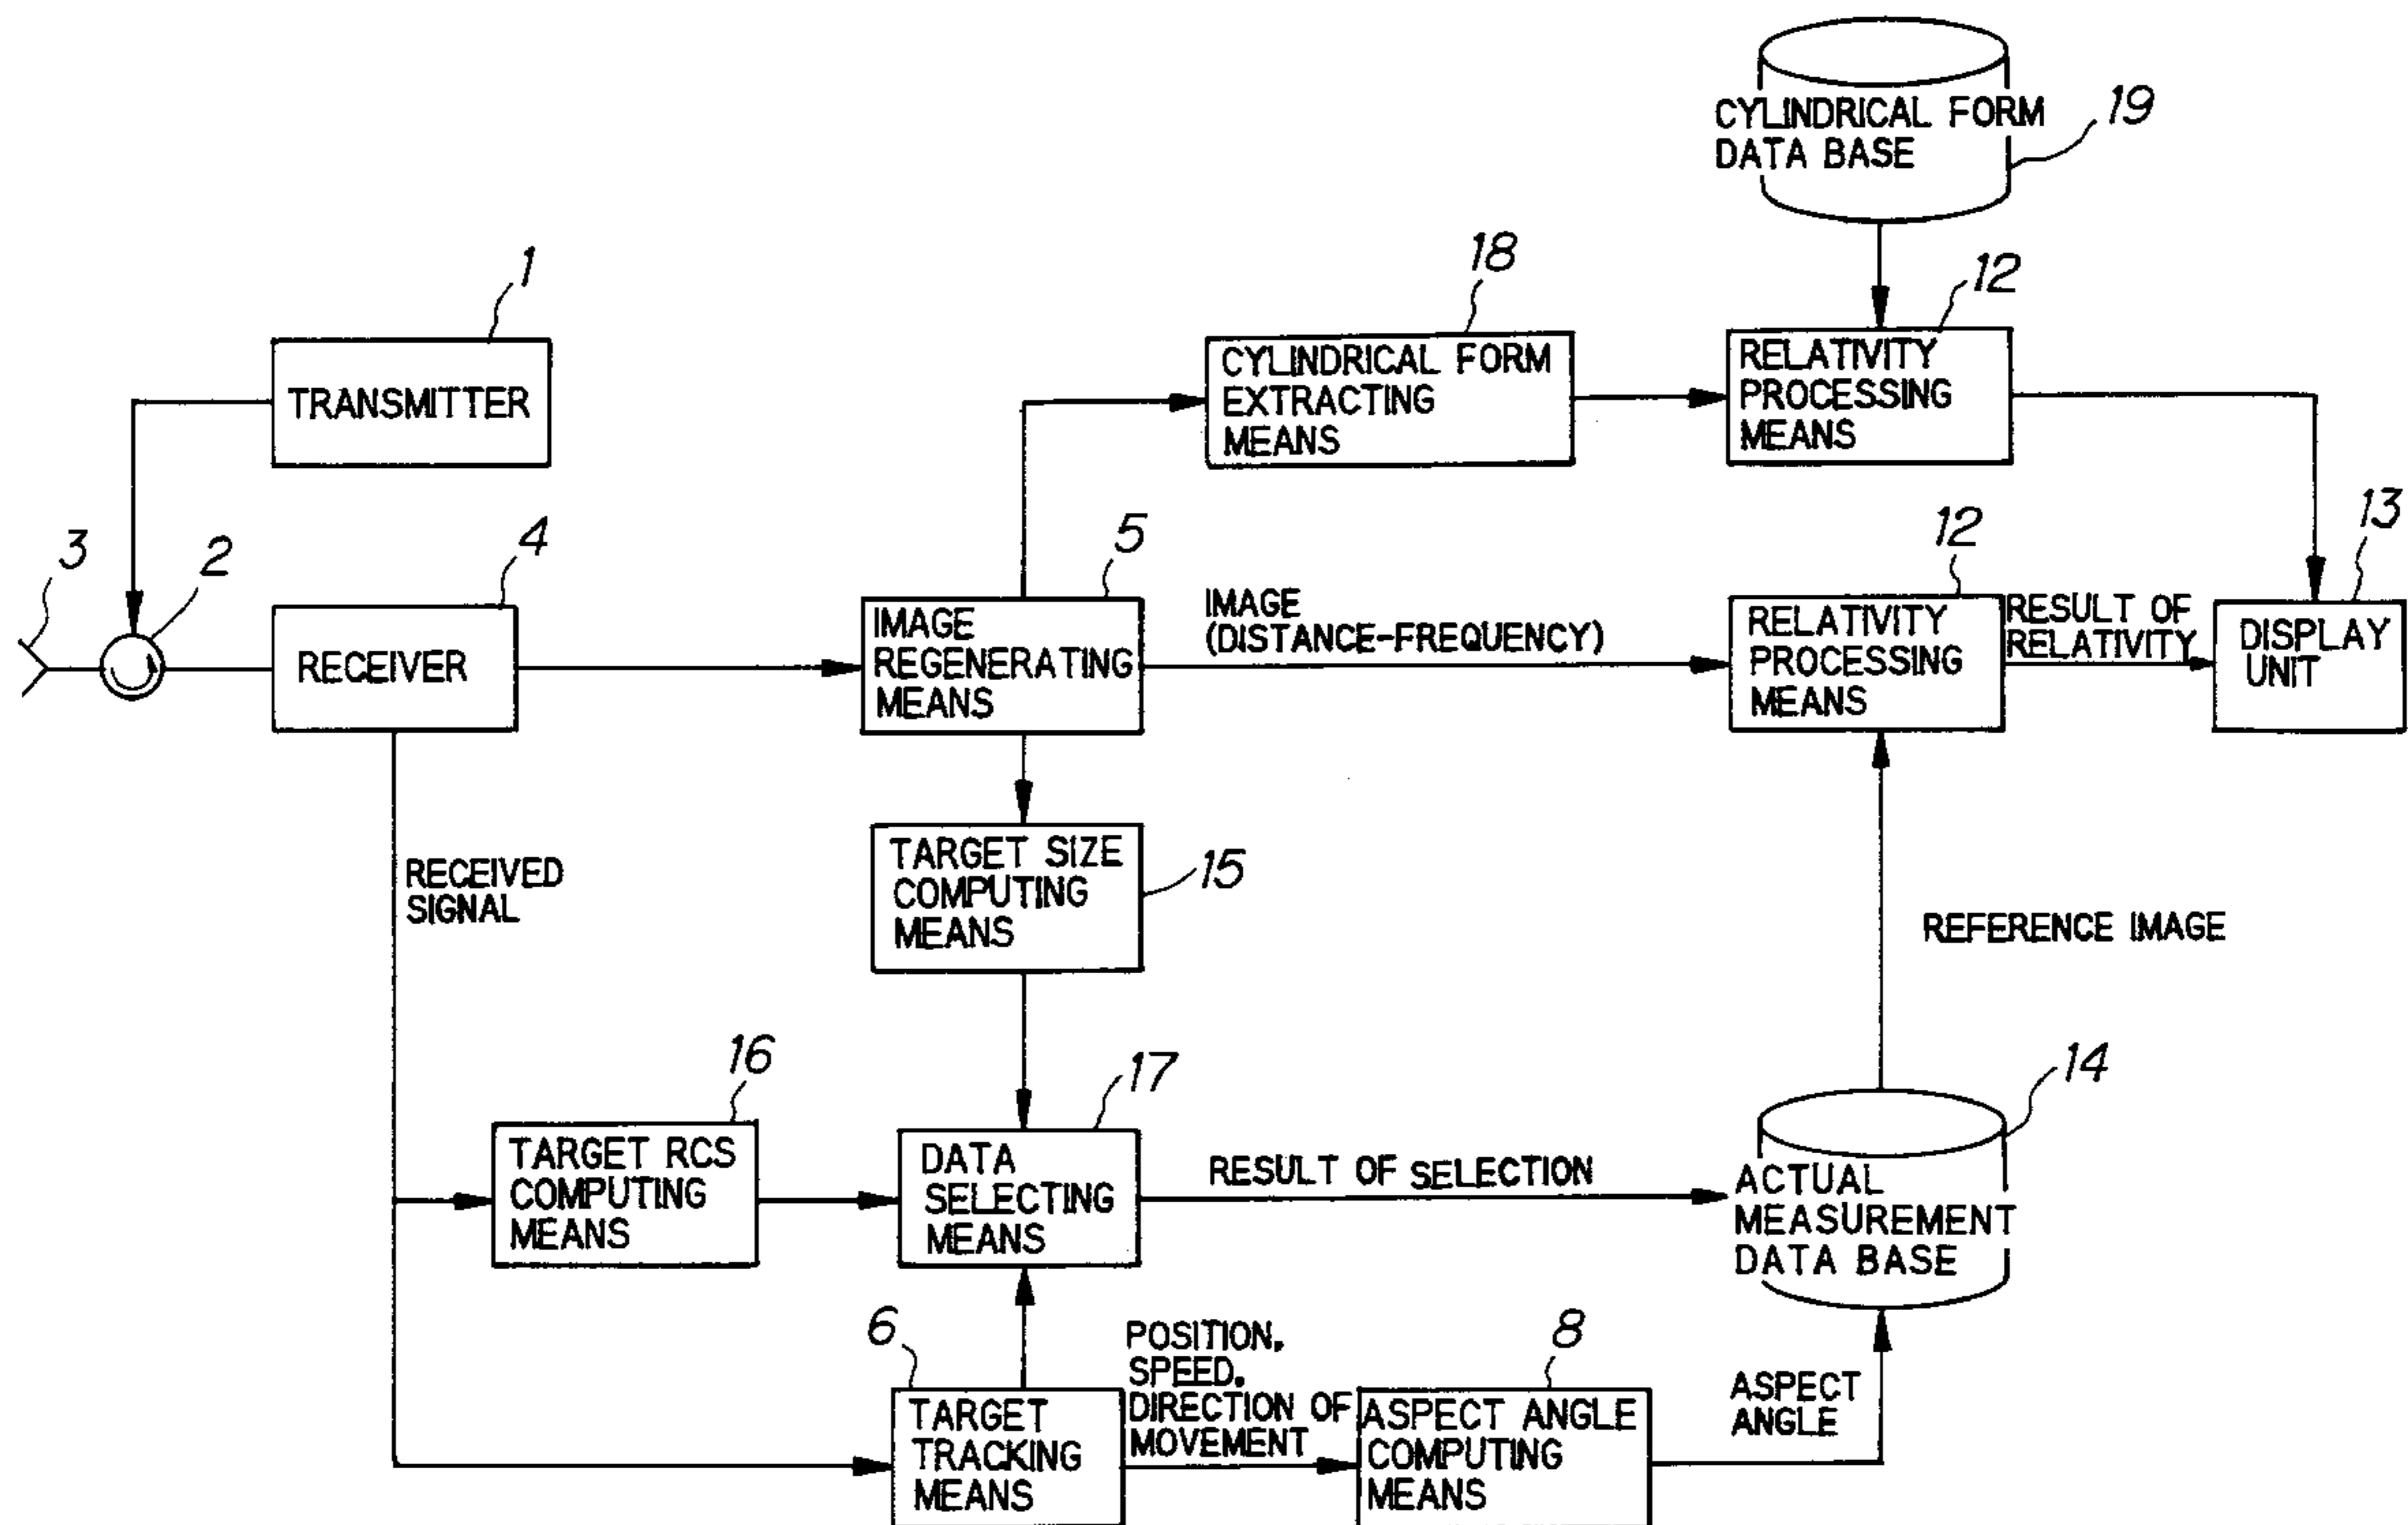 CYLINDRICAL FORM
DATA BASE
19
1
TRANSMITTER
18
CYLINDRICAL FORM
EXTRACTING
MEANS
12
RELATIVITY
PROCESSING
MEANS
3
2
4
RECEIVER
5
IMAGE
REGENERATING
MEANS
IMAGE
(DISTANCE-FREQUENCY)
12
RELATIVITY
PROCESSING
MEANS
RESULT OF
RELATIVITY
13
DISPLAY
UNIT
RECEIVED
SIGNAL
TARGET SIZE
COMPUTING
MEANS
15
REFERENCE IMAGE
16
TARGET RCS
COMPUTING
MEANS
17
DATA
SELECTING
MEANS
RESULT OF SELECTION
14
ACTUAL
MEASUREMENT
DATA BASE
6
TARGET
TRACKING
MEANS
POSITION,
SPEED,
DIRECTION OF
MOVEMENT
8
ASPECT ANGLE
COMPUTING
MEANS
ASPECT
ANGLE